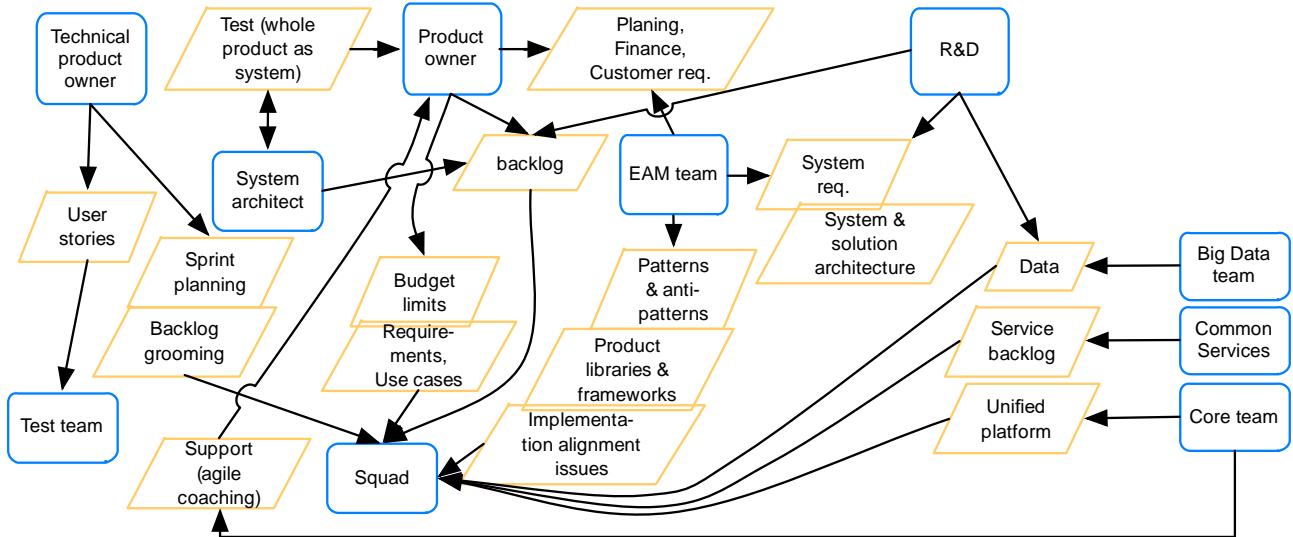 Technical
product
owner
Test (whole
product as
system)
Product
owner
Planing,
Finance,
Customer req.
R&D
System
architect
backlog
EAM team
System
req.
User
stories
Sprint
planning
System &
solution
architecture
Budget
limits
Patterns
& anti-
patterns
Data
Big Data
team
Backlog
grooming
Require-
ments,
Use cases
Product
libraries &
frameworks
Service
backlog
Common
Services
Test team
Support
(agile
coaching)
Squad
Implementa-
tion alignment
issues
Unified
platform
Core team